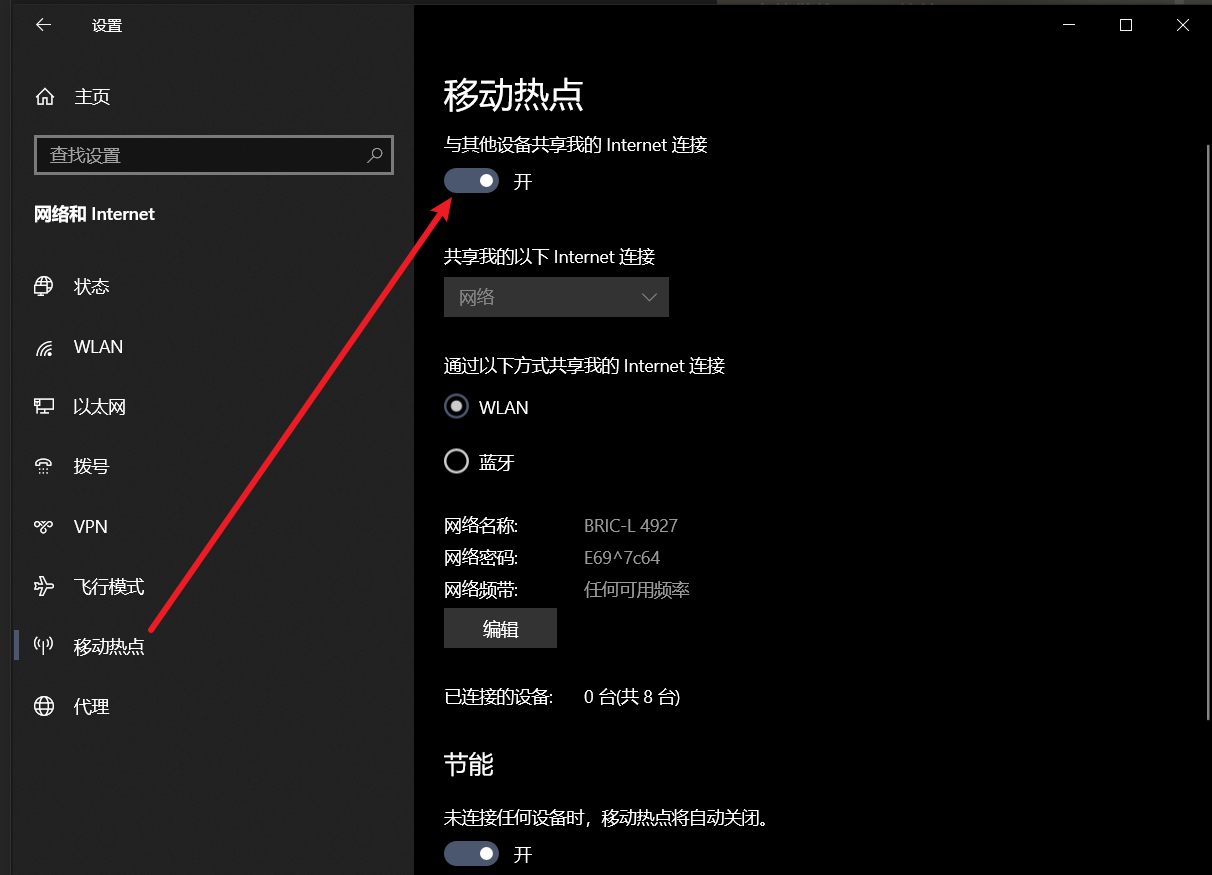 设置
主页
查找设置
网络和 Internet
状态
WLAN
以太网
拨号
VPN
飞行模式
移动热点
代理
移动热点
与其他设备共享我的 Internet 连接
开
共享我的以下 Internet 连接
网络
通过以下方式共享我的 Internet 连接
WLAN
蓝牙
网络名称: BRIC-L 4927
网络密码: E69^7c64
网络频带: 任何可用频率
编辑
已连接的设备: 0 台(共 8 台)
节能
未连接任何设备时，移动热点将自动关闭。
开